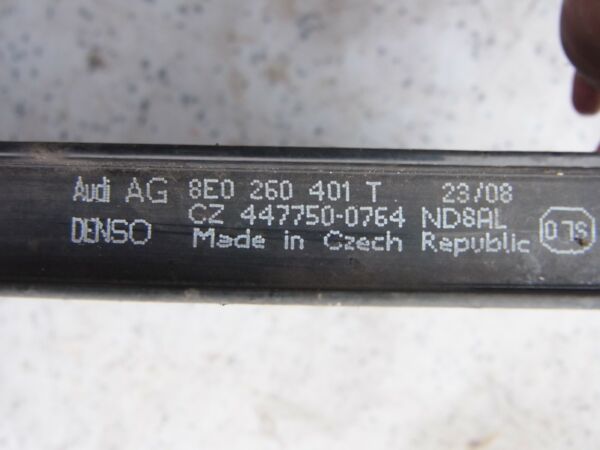 Audi AG 8E0 260 401 T 23/08
DENSO CZ 447750-0764 ND8AL
Made in Czech Republic